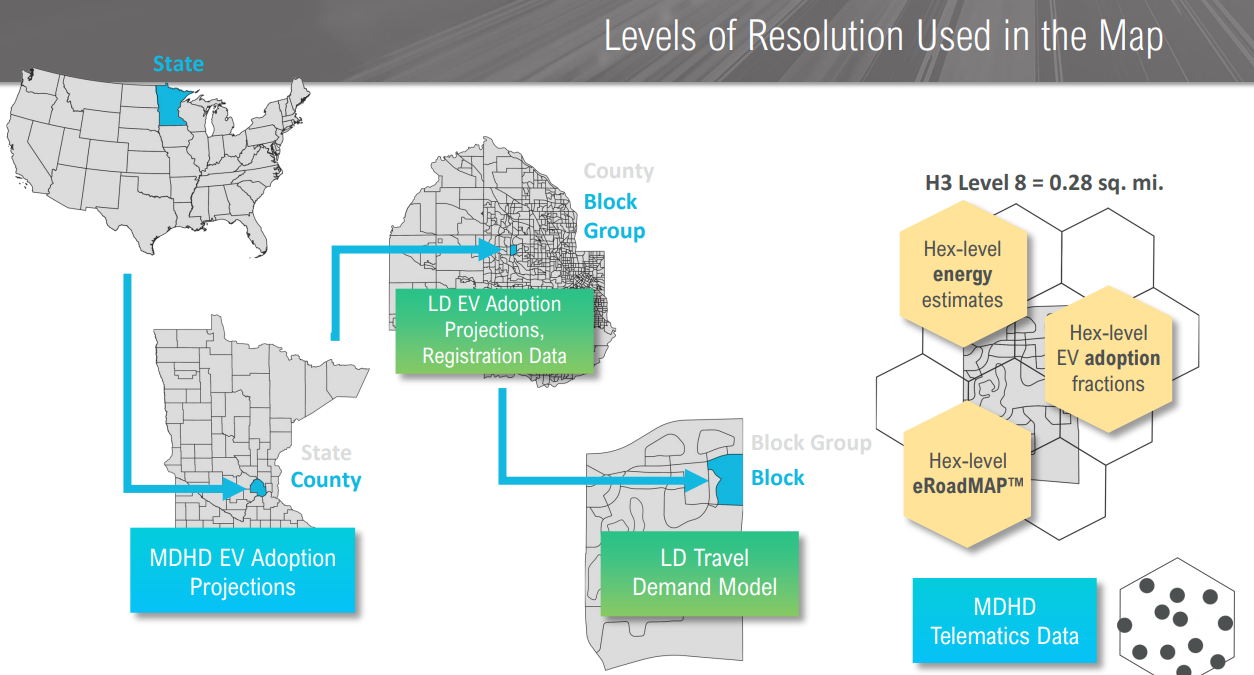 Levels of Resolution Used in the Map
State
County
Block
Group
LD EV Adoption
Projections,
Registration Data
State
County
MDHD EV Adoption
Projections
Block Group
Block
LD Travel
Demand Model
H3 Level 8 = 0.28 sq. mi.
Hex-level
energy
estimates
Hex-level
EV adoption
fractions
Hex-level
eRoadMAP™
MDHD
Telematics Data